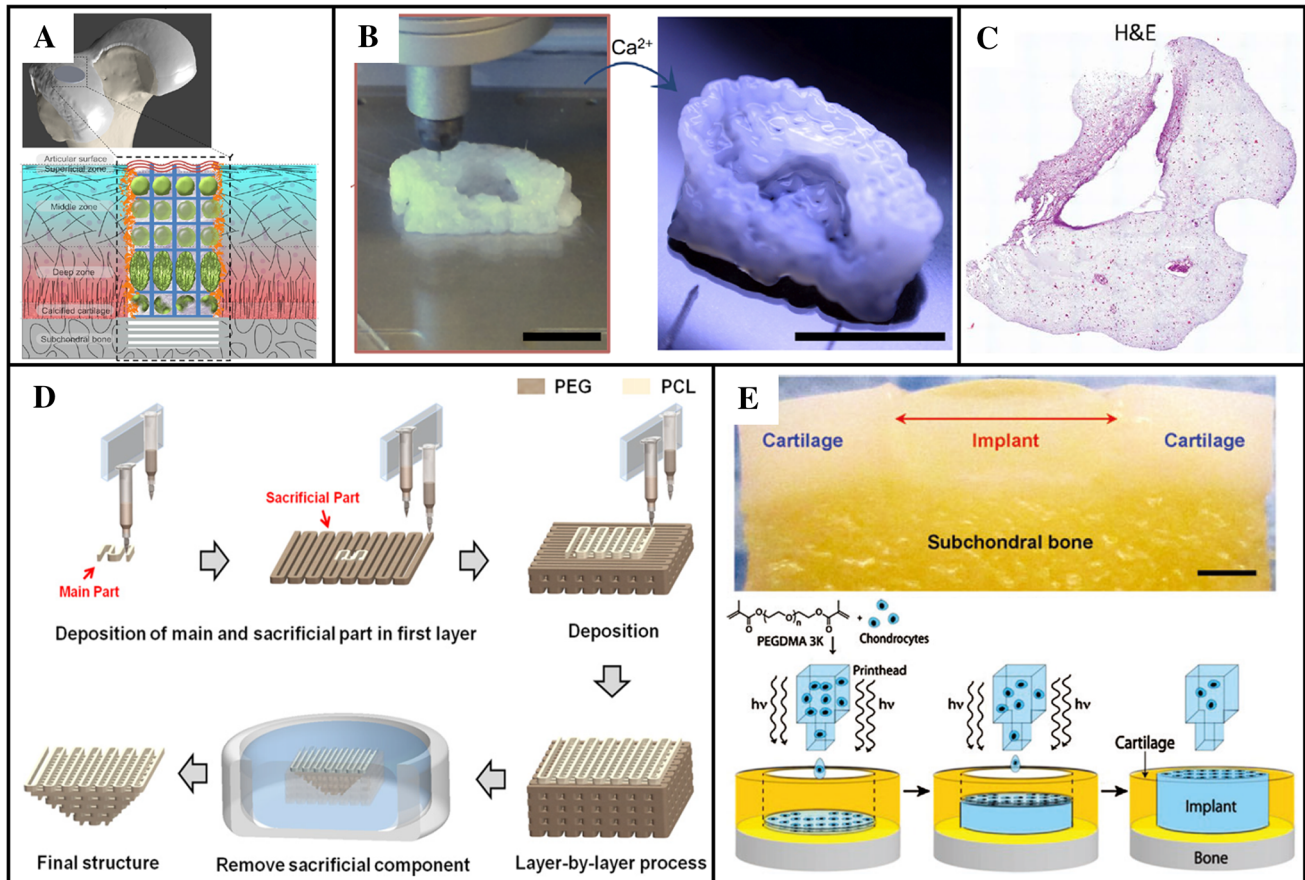 A
Articular surface
Superficial zone
Middle zone
Deep zone
Calcified cartilage
Subchondral bone
B
Ca²⁺
C
H&E
D
PEG
PCL
Sacrificial Part
Main Part
Deposition of main and sacrificial part in first layer
Deposition
Final structure
Remove sacrificial component
Layer-by-layer process
E
Cartilage
Implant
Cartilage
Subchondral bone
O
O
O
O
n
+
PEGDMA 3K
Chondrocytes
Printhead
hν
hν
hν
hν
Cartilage
Implant
Bone